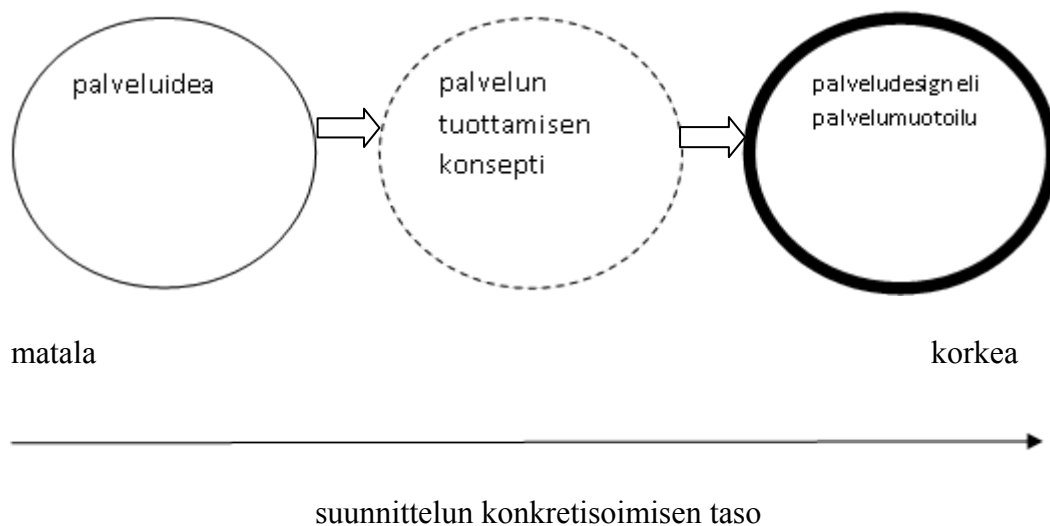 palveluidea
palvelun
tuottamisen
konsepti
palveludesign eli
palvelumuotoilu
matala
korkea
suunnittelun konkretisoimisen taso